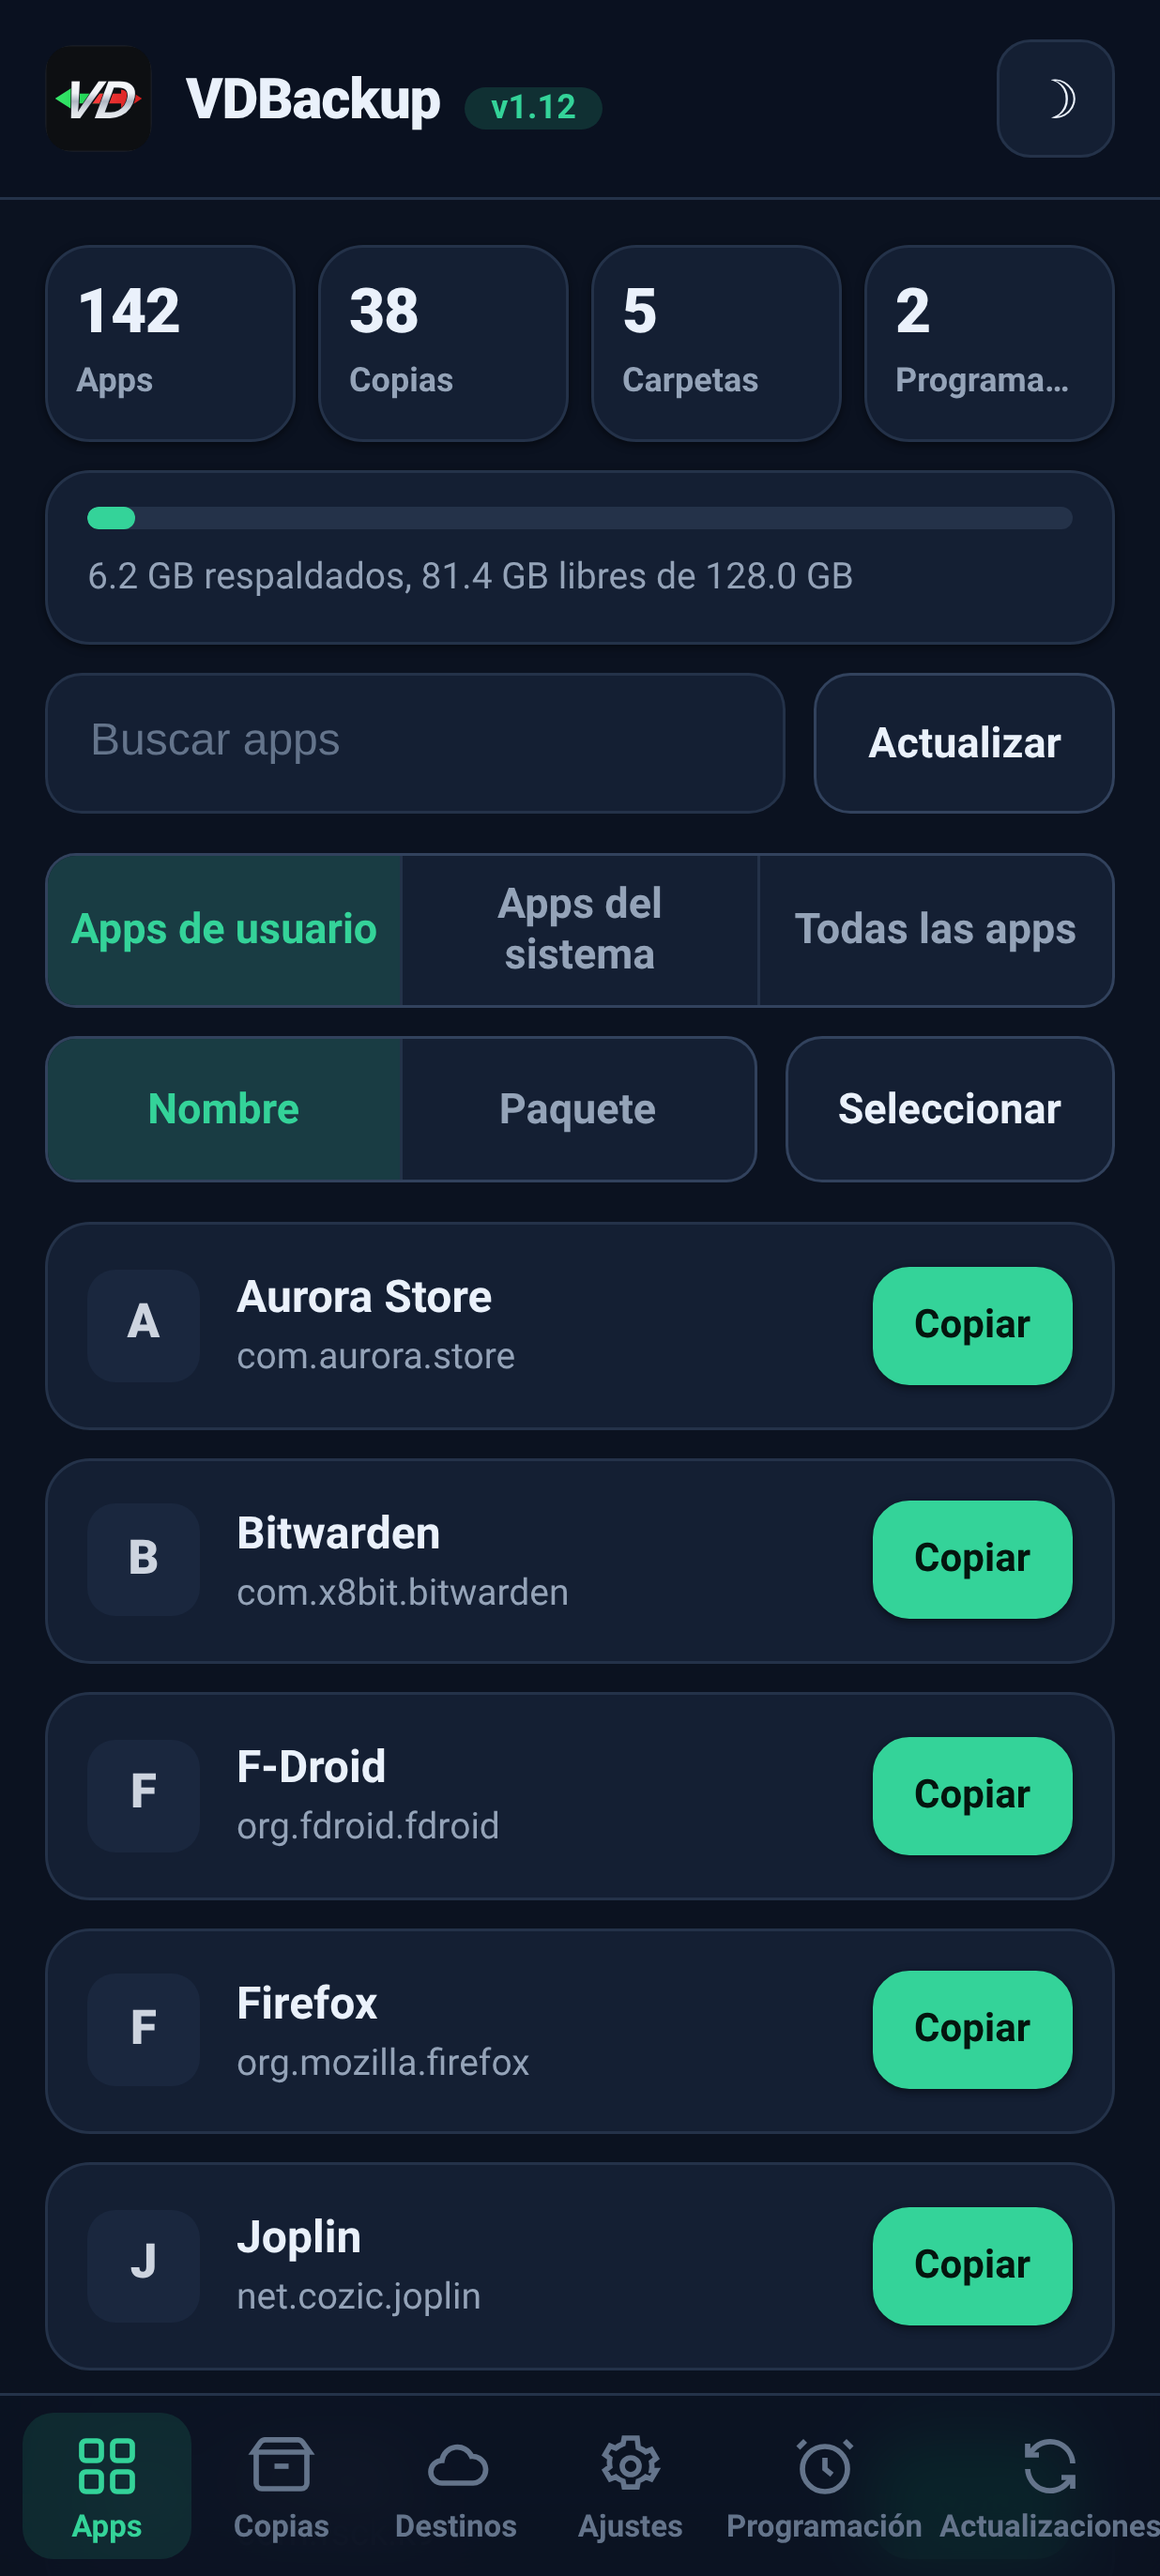 VD
VDBackup v1.12
142
Apps
38
Copias
5
Carpetas
2
Programa...
6.2 GB respaldados, 81.4 GB libres de 128.0 GB
Buscar apps
Actualizar
Apps de usuario
Apps del
sistema
Todas las apps
Nombre
Paquete
Seleccionar
A
Aurora Store
com.aurora.store
Copiar
B
Bitwarden
com.x8bit.bitwarden
Copiar
F
F-Droid
org.fdroid.fdroid
Copiar
F
Firefox
org.mozilla.firefox
Copiar
J
Joplin
net.cozic.joplin
Copiar
Apps
Copias
Destinos
Ajustes
Programación
Actualizaciones